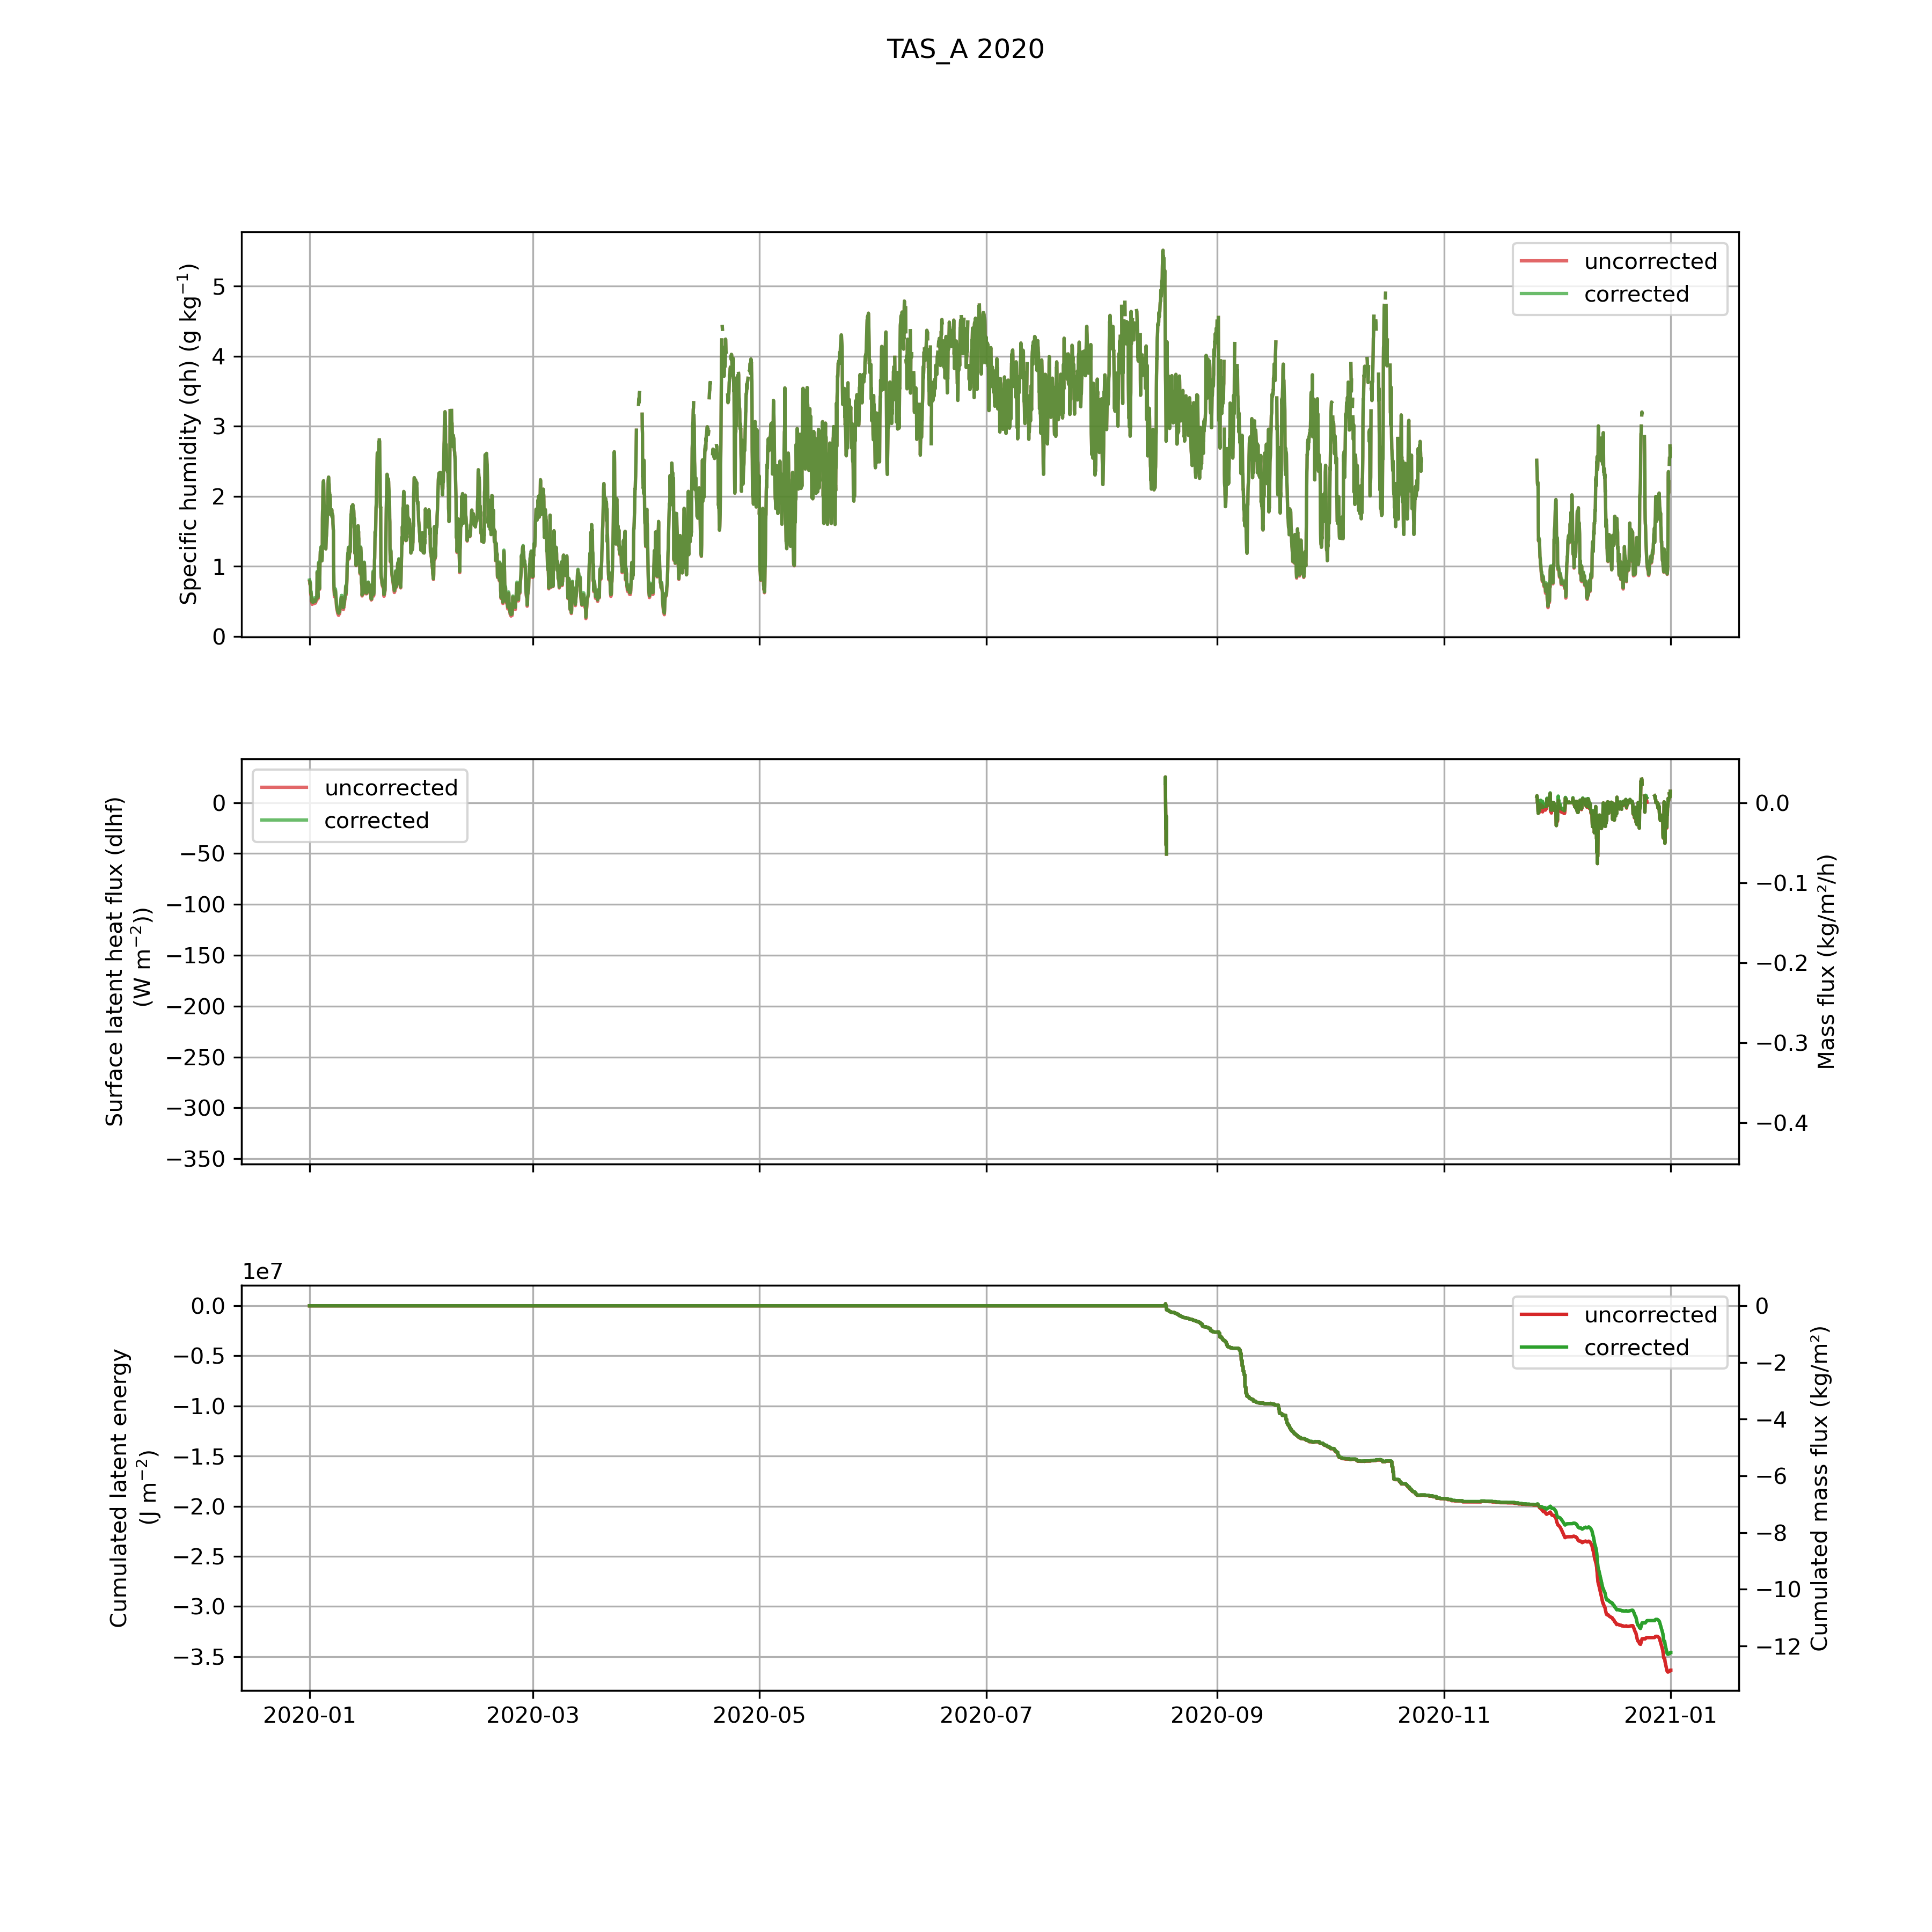 TAS_A 2020
Specific humidity (qh) (g kg⁻¹)
5
4
3
2
1
0
uncorrected
corrected
Surface latent heat flux (dlhf)
(W m⁻²))
0
−50
−100
−150
−200
−250
−300
−350
uncorrected
corrected
0.0
−0.1
−0.2
−0.3
−0.4
Mass flux (kg/m²/h)
1e7
Cumulated latent energy
(J m⁻²)
0.0
−0.5
−1.0
−1.5
−2.0
−2.5
−3.0
−3.5
uncorrected
corrected
0
−2
−4
−6
−8
−10
−12
Cumulated mass flux (kg/m²)
2020-01 2020-03 2020-05 2020-07 2020-09 2020-11 2021-01